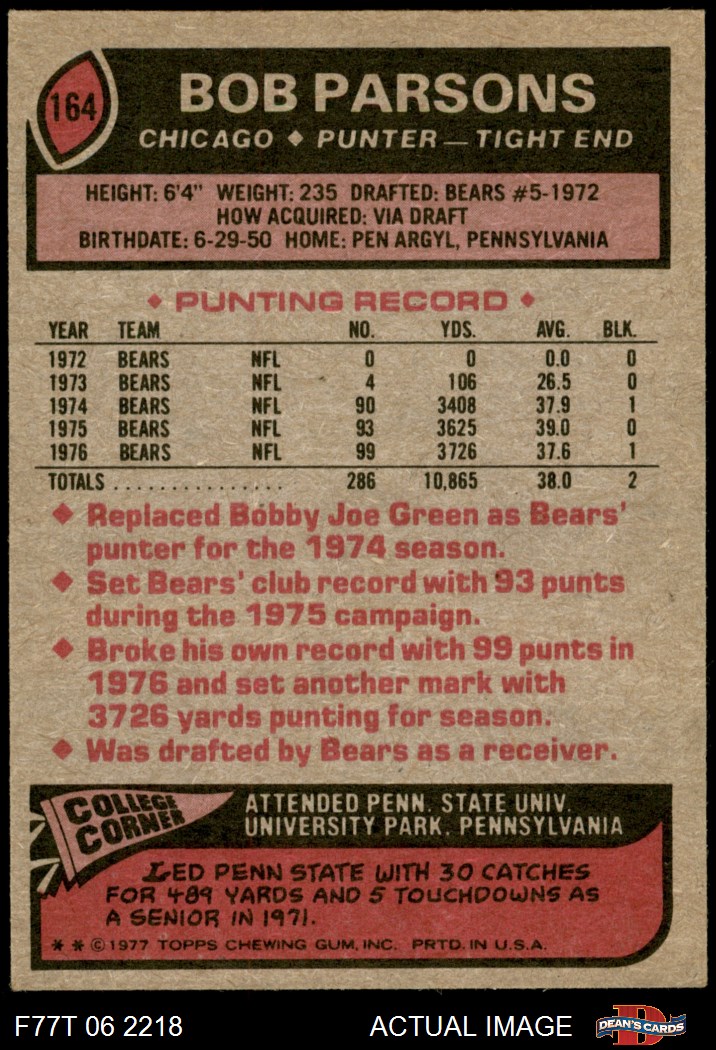 164
BOB PARSONS
CHICAGO ♦ PUNTER — TIGHT END
HEIGHT: 6'4" WEIGHT: 235 DRAFTED: BEARS #5-1972
HOW ACQUIRED: VIA DRAFT
BIRTHDATE: 6-29-50 HOME: PEN ARGYL, PENNSYLVANIA
♦ PUNTING RECORD ♦
YEAR TEAM NO. YDS. AVG. BLK.
1972 BEARS NFL 0 0 0.0 0
1973 BEARS NFL 4 106 26.5 0
1974 BEARS NFL 90 3408 37.9 1
1975 BEARS NFL 93 3625 39.0 0
1976 BEARS NFL 99 3726 37.6 1
TOTALS ............... 286 10,865 38.0 2
♦ Replaced Bobby Joe Green as Bears'
punter for the 1974 season.
♦ Set Bears' club record with 93 punts
during the 1975 campaign.
♦ Broke his own record with 99 punts in
1976 and set another mark with
3726 yards punting for season.
♦ Was drafted by Bears as a receiver.
COLLEGE
CORNER
ATTENDED PENN. STATE UNIV.
UNIVERSITY PARK, PENNSYLVANIA
LED PENN STATE WITH 30 CATCHES
FOR 489 YARDS AND 5 TOUCHDOWNS AS
A SENIOR IN 1971.
* * ©1977 TOPPS CHEWING GUM, INC. PRTD. IN U.S.A.
F77T 06 2218 ACTUAL IMAGE
D
DEAN'S CARDS